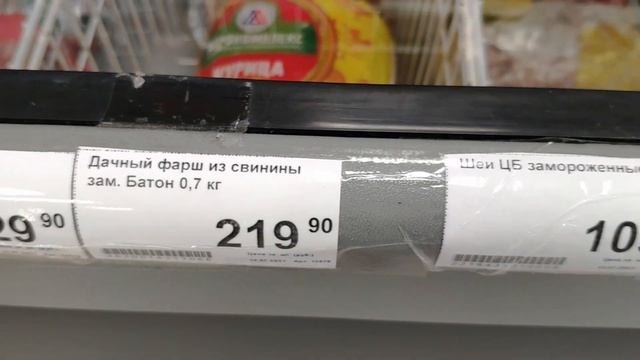 КУРИЦА
Дачный фарш из свинины
зам. Батон 0,7 кг
219 90
29 90
Шеи ЦБ замороженные
10